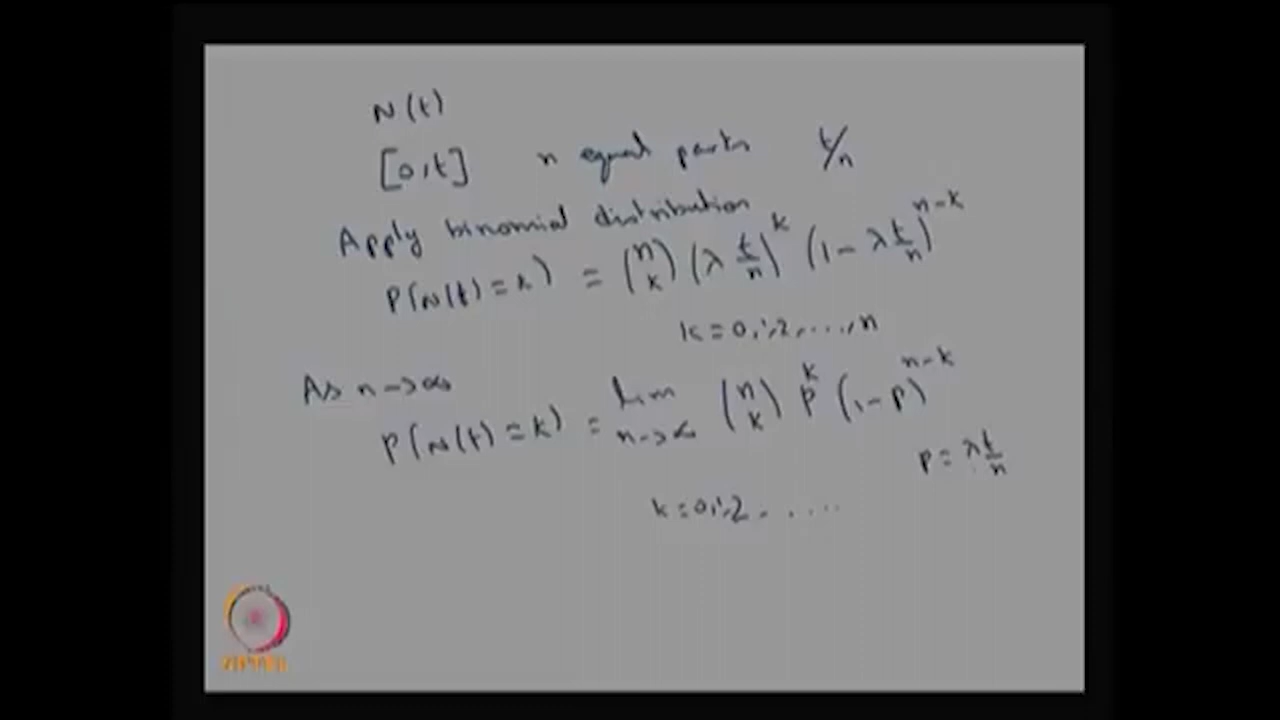 N(t)
[0,t] n equal parts t/n
Apply binomial distribution
P(N(t)=k) = (n k) (λ t/n)^k (1-λ t/n)^{n-k}
k=0,1,2,...,n
As n->∞
P(N(t)=k) = lim n->∞ (n k) p^k (1-p)^{n-k}
p=λ t/n
k=0,1,2, . . . .